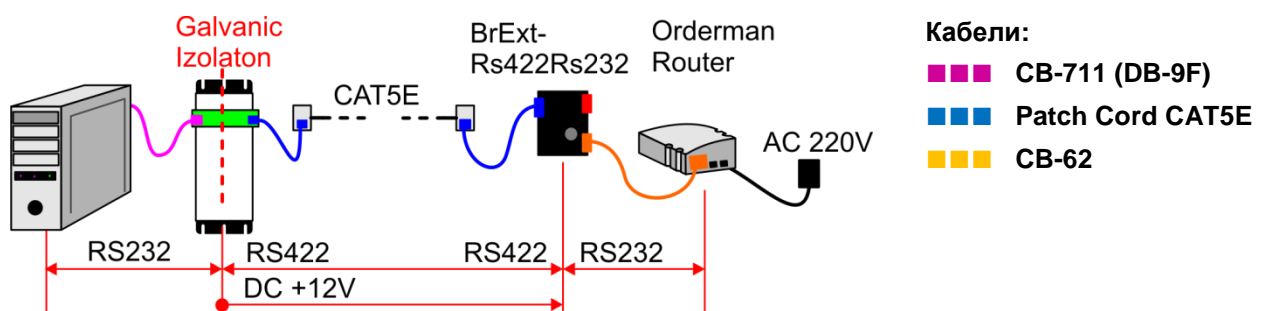 Galvanic
Izolaton
BrExt-
Rs422Rs232
Orderman
Router
CAT5E
AC 220V
RS232
RS422
RS422
RS232
DC +12V
Кабели:
CB-711 (DB-9F)
Patch Cord CAT5E
CB-62